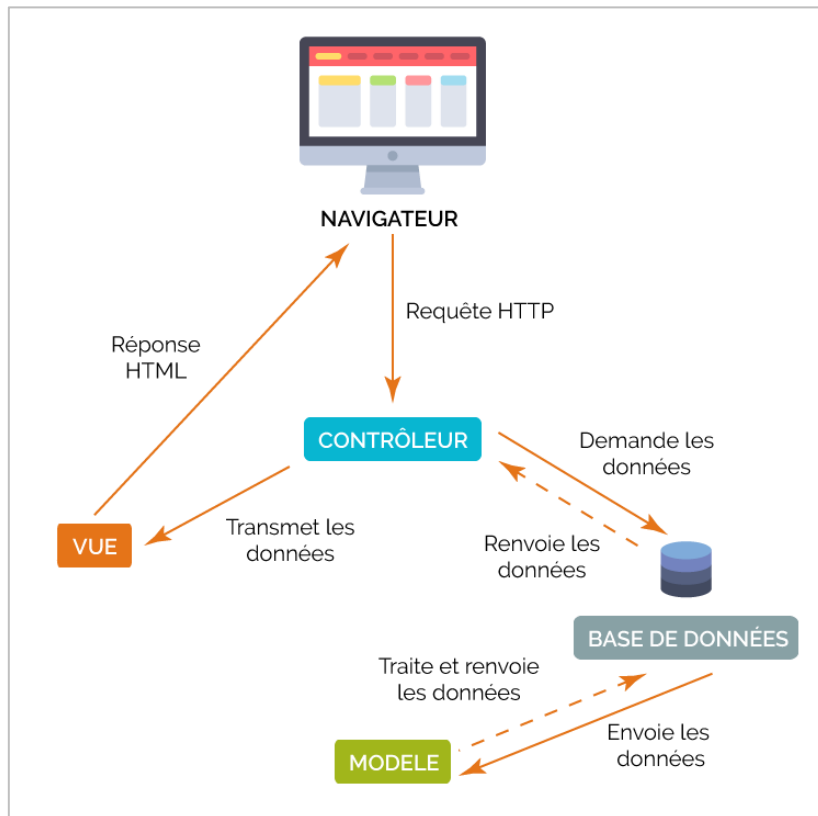 NAVIGATEUR
Requête HTTP
Réponse
HTML
CONTRÔLEUR
Demande les
données
Transmet les
données
VUE
Renvoie les
données
BASE DE DONNÉES
Traite et renvoie
les données
Envoie les
données
MODELE